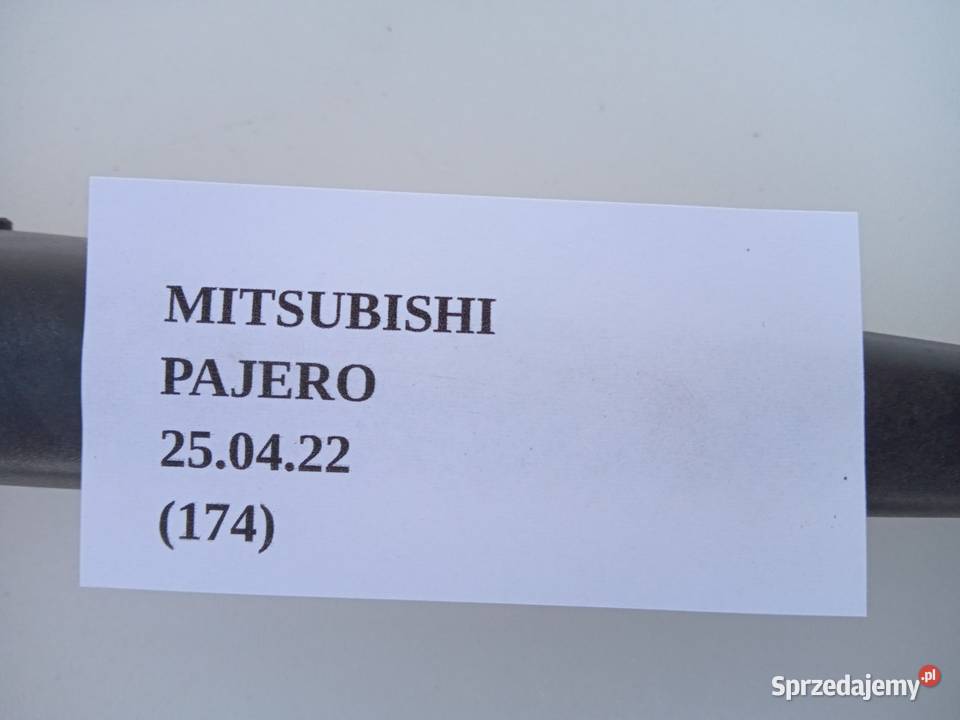 MITSUBISHI
PAJERO
25.04.22
(174)
Sprzedajemy.pl